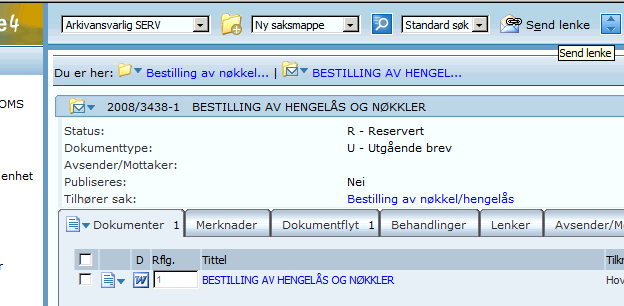 e4
Arkivansvarlig SERV Ny saksmappe Standard søk Send lenke
Send lenke
Du er her: Bestilling av nøkkel... | BESTILLING AV HENGEL...
OMS
2008/3438-1 BESTILLING AV HENGELÅS OG NØKKLER
Status: R - Reservert
Dokumenttype: U - Utgående brev
Avsender/Mottaker:
enhet
Publiseres: Nei
Tilhører sak: Bestilling av nøkkel/hengelås
Dokumenter 1 Merknader Dokumentflyt 1 Behandlinger Lenker Avsender/M
D Rflg. Tittel Tilkn
1 BESTILLING AV HENGELÅS OG NØKKLER Hov
r